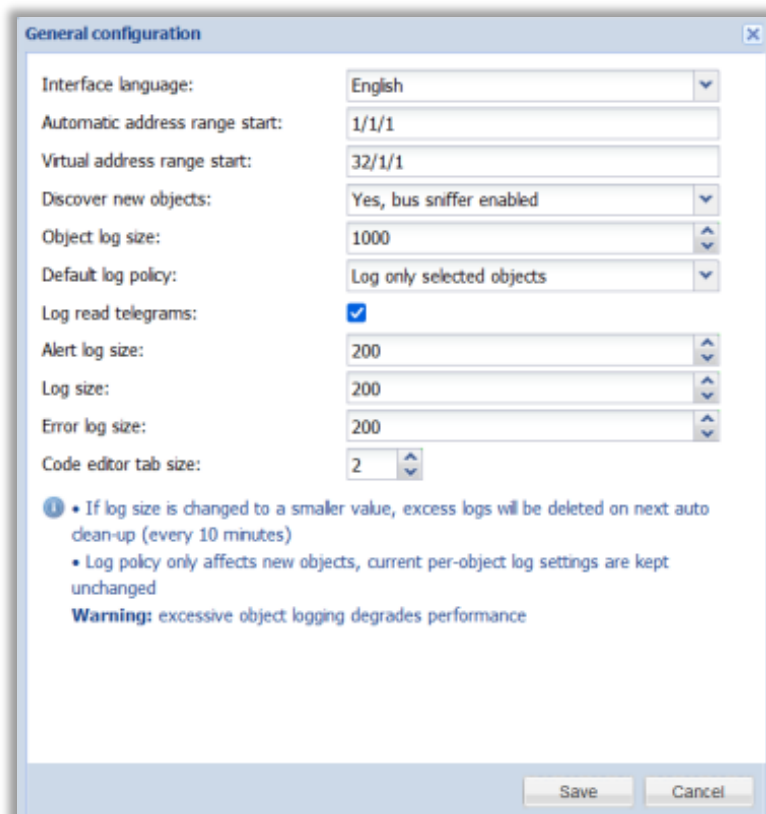 General configuration
Interface language: English
Automatic address range start: 1/1/1
Virtual address range start: 32/1/1
Discover new objects: Yes, bus sniffer enabled
Object log size: 1000
Default log policy: Log only selected objects
Log read telegrams:
Alert log size: 200
Log size: 200
Error log size: 200
Code editor tab size: 2
• If log size is changed to a smaller value, excess logs will be deleted on next auto
clean-up (every 10 minutes)
• Log policy only affects new objects, current per-object log settings are kept
unchanged
Warning: excessive object logging degrades performance
Save Cancel